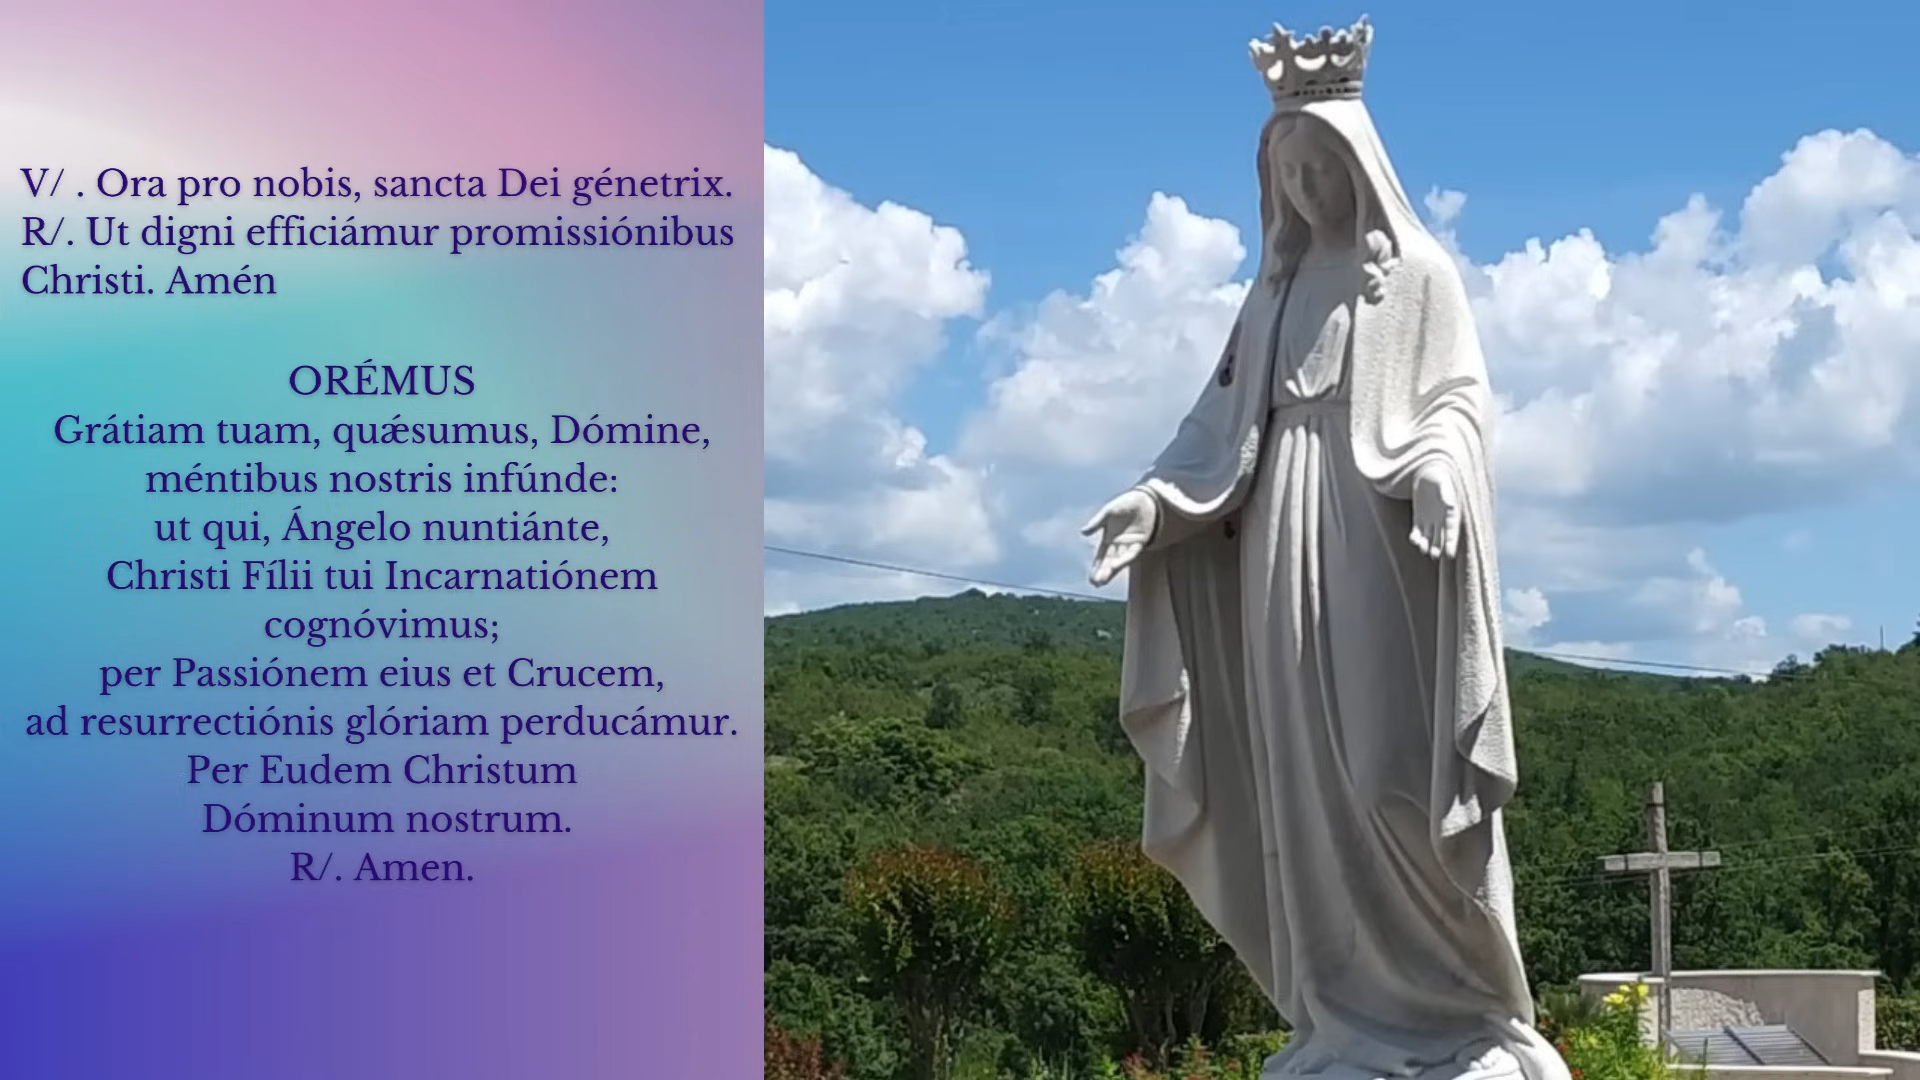 V/ . Ora pro nobis, sancta Dei génetrix.
R/. Ut digni efficiámur promissiónibus
Christi. Amén
ORÉMUS
Grátiam tuam, quǽsumus, Dómine,
méntibus nostris infúnde:
ut qui, Ángelo nuntiánte,
Christi Fílii tui Incarnatiónem
cognóvimus;
per Passiónem eius et Crucem,
ad resurrectiónis glóriam perducámur.
Per Eudem Christum
Dóminum nostrum.
R/. Amen.